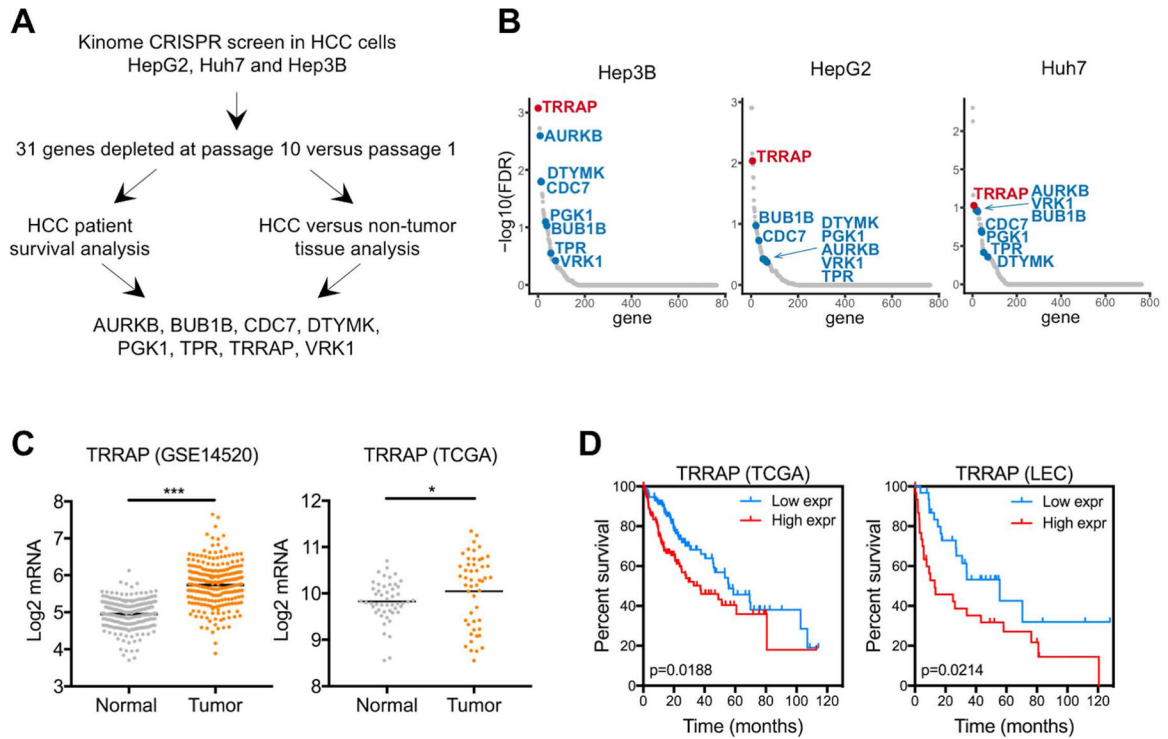 A
Kinome CRISPR screen in HCC cells
HepG2, Huh7 and Hep3B
31 genes depleted at passage 10 versus passage 1
HCC patient
survival analysis
HCC versus non-tumor
tissue analysis
AURKB, BUB1B, CDC7, DTYMK,
PGK1, TPR, TRRAP, VRK1
B
Hep3B
−log10(FDR)
3
2
1
0
TRRAP
AURKB
DTYMK
CDC7
PGK1
BUB1B
TPR
VRK1
0 200 400 600 80
gene
HepG2
3
2
1
0
TRRAP
BUB1B
CDC7
DTYMK
PGK1
AURKB
VRK1
TPR
0 200 400 600 800
gene
Huh7
2
5
1
5
0
TRRAP
AURKB
VRK1
BUB1B
CDC7
PGK1
TPR
DTYMK
0 200 400 600 800
gene
C
TRRAP (GSE14520)
***
Log2 mRNA
8
7
6
5
4
3
Normal Tumor
TRRAP (TCGA)
*
Log2 mRNA
12
11
10
9
8
Normal Tumor
D
TRRAP (TCGA)
Low expr
High expr
Percent survival
100
80
60
40
20
0
p=0.0188
0 20 40 60 80 100 120
Time (months)
TRRAP (LEC)
Low expr
High expr
Percent survival
100
80
60
40
20
0
p=0.0214
0 20 40 60 80 100 120
Time (months)